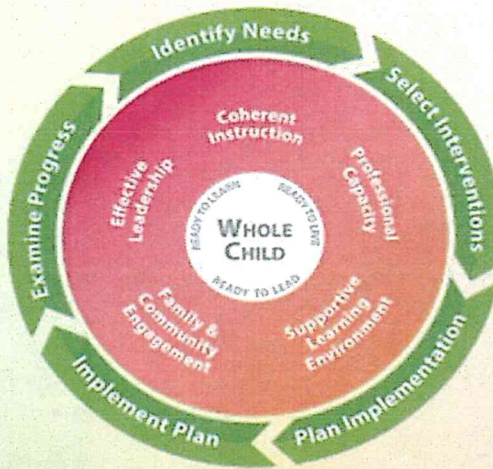 Identify Needs
Select Interventions
Plan Implementation
Implement Plan
Examine Progress
Coherent
Instruction
Professional
Capacity
Supportive
Learning
Environment
Family &
Community
Engagement
Effective
Leadership
READY TO LEARN
READY TO LIVE
READY TO LEAD
WHOLE
CHILD